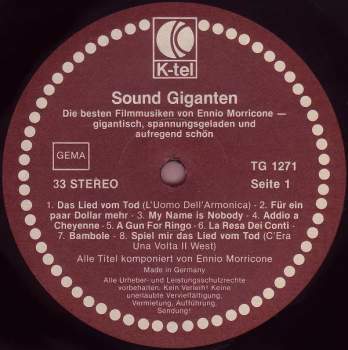 K-tel
Sound Giganten
Die besten Filmmusiken von Ennio Morricone —
gigantisch, spannungsgeladen und
aufregend schön
GEMA
TG 1271
33 STEREO
Seite 1
1. Das Lied vom Tod (L'Uomo Dell'Armonica) - 2. Für ein
paar Dollar mehr - 3. My Name is Nobody - 4. Addio a
Cheyenne - 5. A Gun For Ringo - 6. La Resa Dei Conti
7. Bambole - 8. Spiel mir das Lied vom Tod (C'Era
Una Volta Il West)
Alle Titel komponiert von Ennio Morricone
Made in Germany
Alle Urheber- und Leistungsschutzrechte
vorbehalten. Kein Verleih! Keine
unerlaubte Vervielfältigung,
Vermietung, Aufführung,
Sendung!